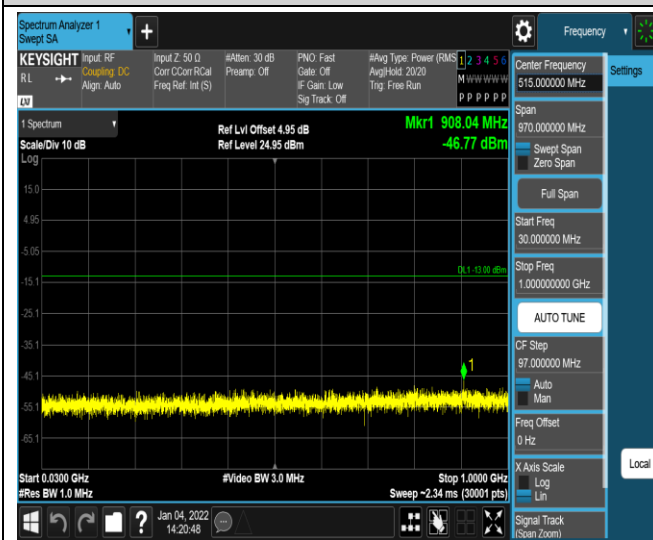 Spectrum Analyzer 1
Swept SA
+
Frequency
KEYSIGHT
RL
LXI
Input: RF
Coupling: DC
Align: Auto
Input Z: 50 Ω
Corr CCorr RCal
Freq Ref: Int (S)
#Atten: 30 dB
Preamp: Off
PNO: Fast
Gate: Off
IF Gain: Low
Sig Track: Off
#Avg Type: Power (RMS
Avg|Hold: 20/20
Trig: Free Run
1 2 3 4 5 6
M W W W W W
P P P P P P
1 Spectrum
Scale/Div 10 dB
Ref Lvl Offset 4.95 dB
Ref Level 24.95 dBm
Mkr1 908.04 MHz
-46.77 dBm
Log
15.0
4.95
-5.05
-15.1
-25.1
-35.1
-45.1
-55.1
-65.1
DL1 -13.00 dBm
1
Start 0.0300 GHz
#Res BW 1.0 MHz
#Video BW 3.0 MHz
Stop 1.0000 GHz
Sweep ~2.34 ms (30001 pts)
Center Frequency
515.000000 MHz
Settings
Span
970.000000 MHz
Swept Span
Zero Span
Full Span
Start Freq
30.000000 MHz
Stop Freq
1.000000000 GHz
AUTO TUNE
CF Step
97.000000 MHz
Auto
Man
Freq Offset
0 Hz
X Axis Scale
Log
Lin
Local
Signal Track
(Span Zoom)
?
Jan 04, 2022
14:20:48